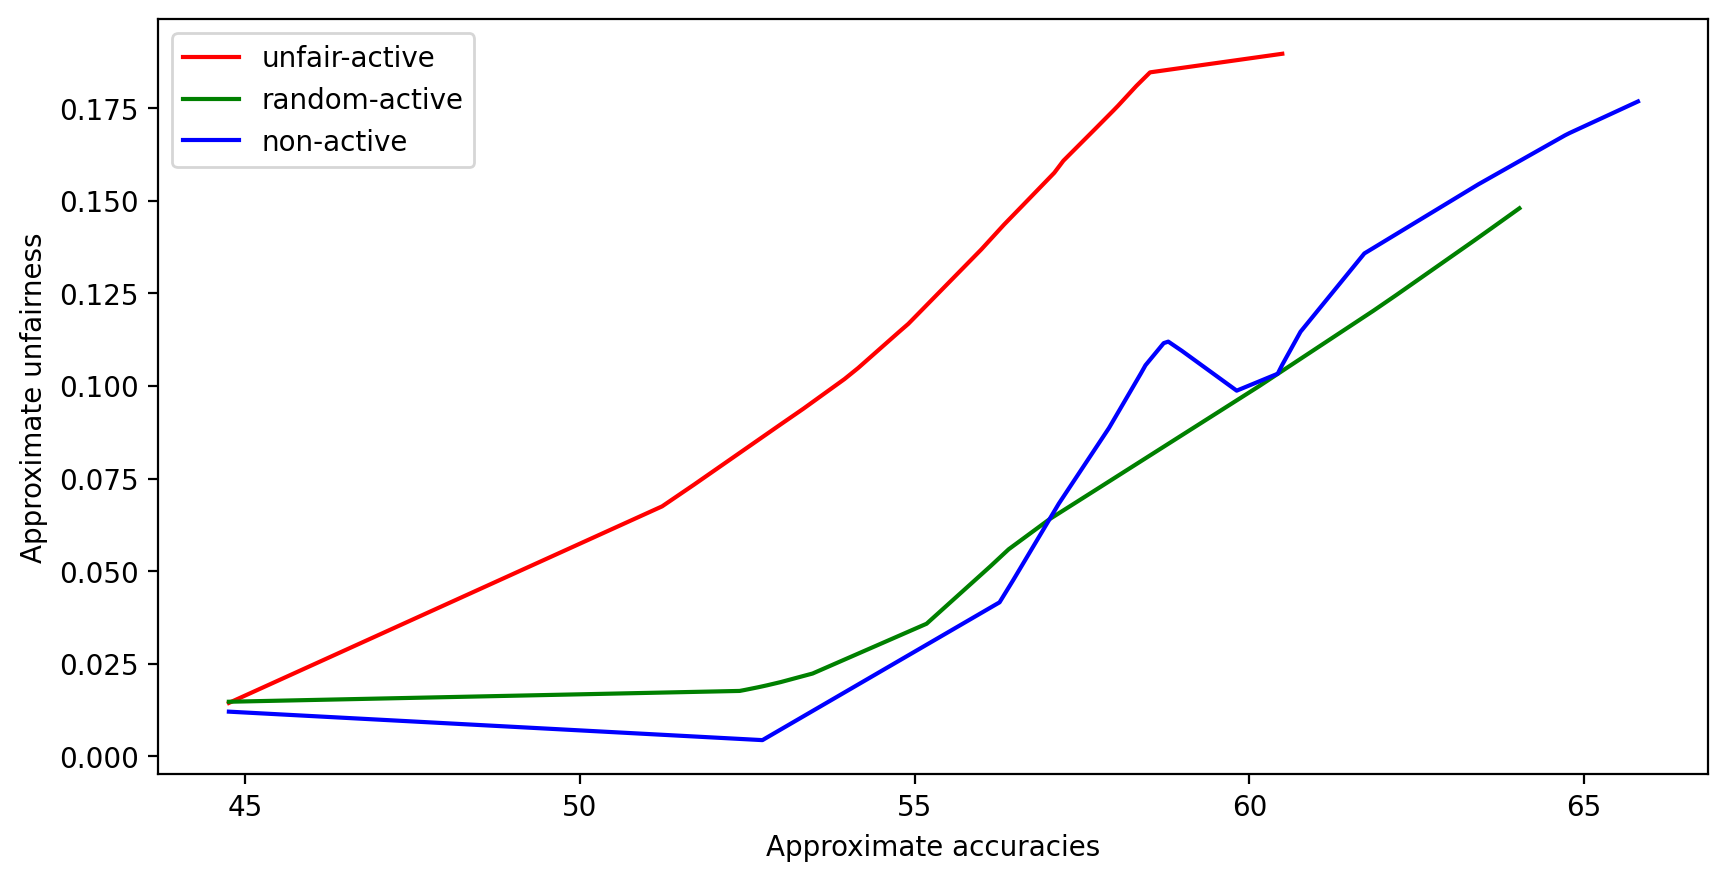 unfair-active
random-active
non-active
0.175
0.150
0.125
0.100
0.075
0.050
0.025
0.000
Approximate unfairness
45 50 55 60 65
Approximate accuracies